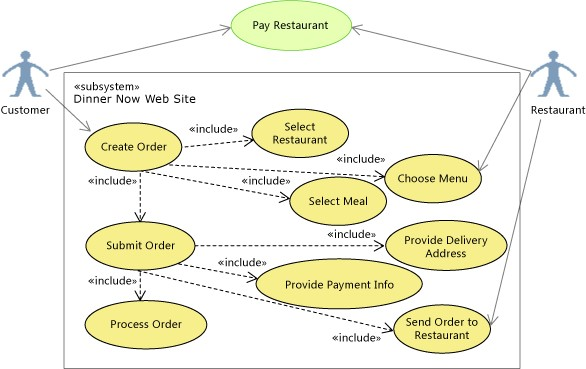 Pay Restaurant
Customer
Restaurant
«subsystem»
Dinner Now Web Site
Create Order
«include»
Select
Restaurant
«include»
Choose Menu
«include»
«include»
Select Meal
Submit Order
«include»
Provide Delivery
Address
«include»
«include»
Provide Payment Info
Process Order
«include»
Send Order to
Restaurant